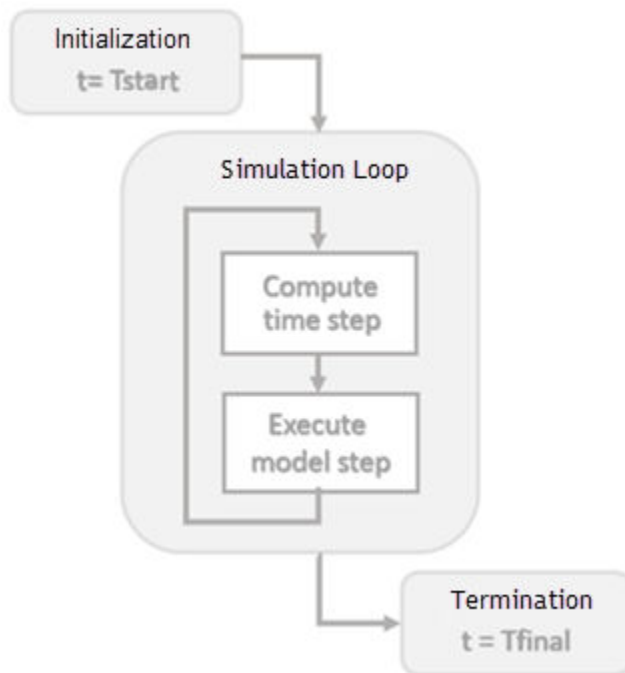 Initialization
t= Tstart
Simulation Loop
Compute
time step
Execute
model step
Termination
t = Tfinal